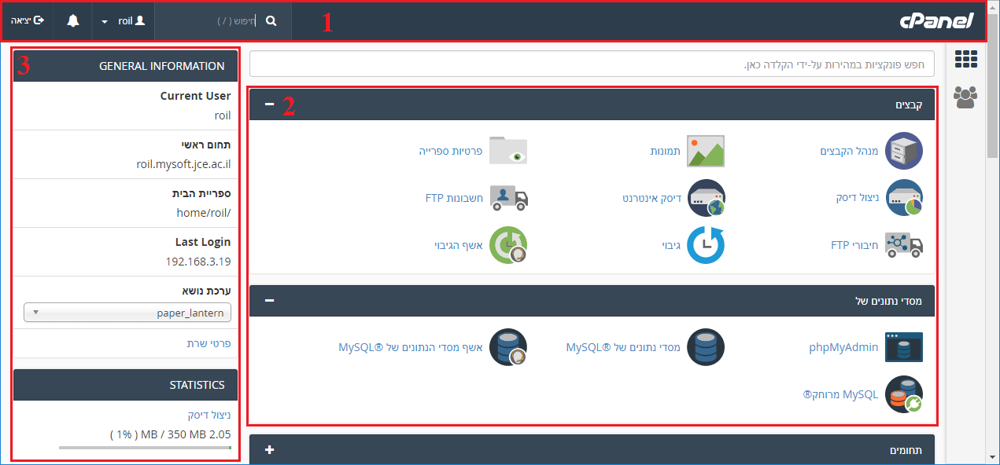 cPanel
1
חיפוש ( / )
roil
יציאה
חפש פונקציות במהירות על-ידי הקלדה כאן.
קבצים
2
מנהל הקבצים
תמונות
פרטיות ספרייה
ניצול דיסק
דיסק אינטרנט
חשבונות FTP
חיבורי FTP
גיבוי
אשף הגיבוי
מסדי נתונים של
phpMyAdmin
מסדי נתונים של MySQL®
אשף מסדי הנתונים של MySQL®
MySQL מרוחק®
תחומים
3
GENERAL INFORMATION
Current User
roil
תחום ראשי
roil.mysoft.jce.ac.il
ספריית הבית
home/roil/
Last Login
192.168.3.19
ערכת נושא
paper_lantern
פרטי שרת
STATISTICS
ניצול דיסק
( 1% ) MB / 350 MB 2.05